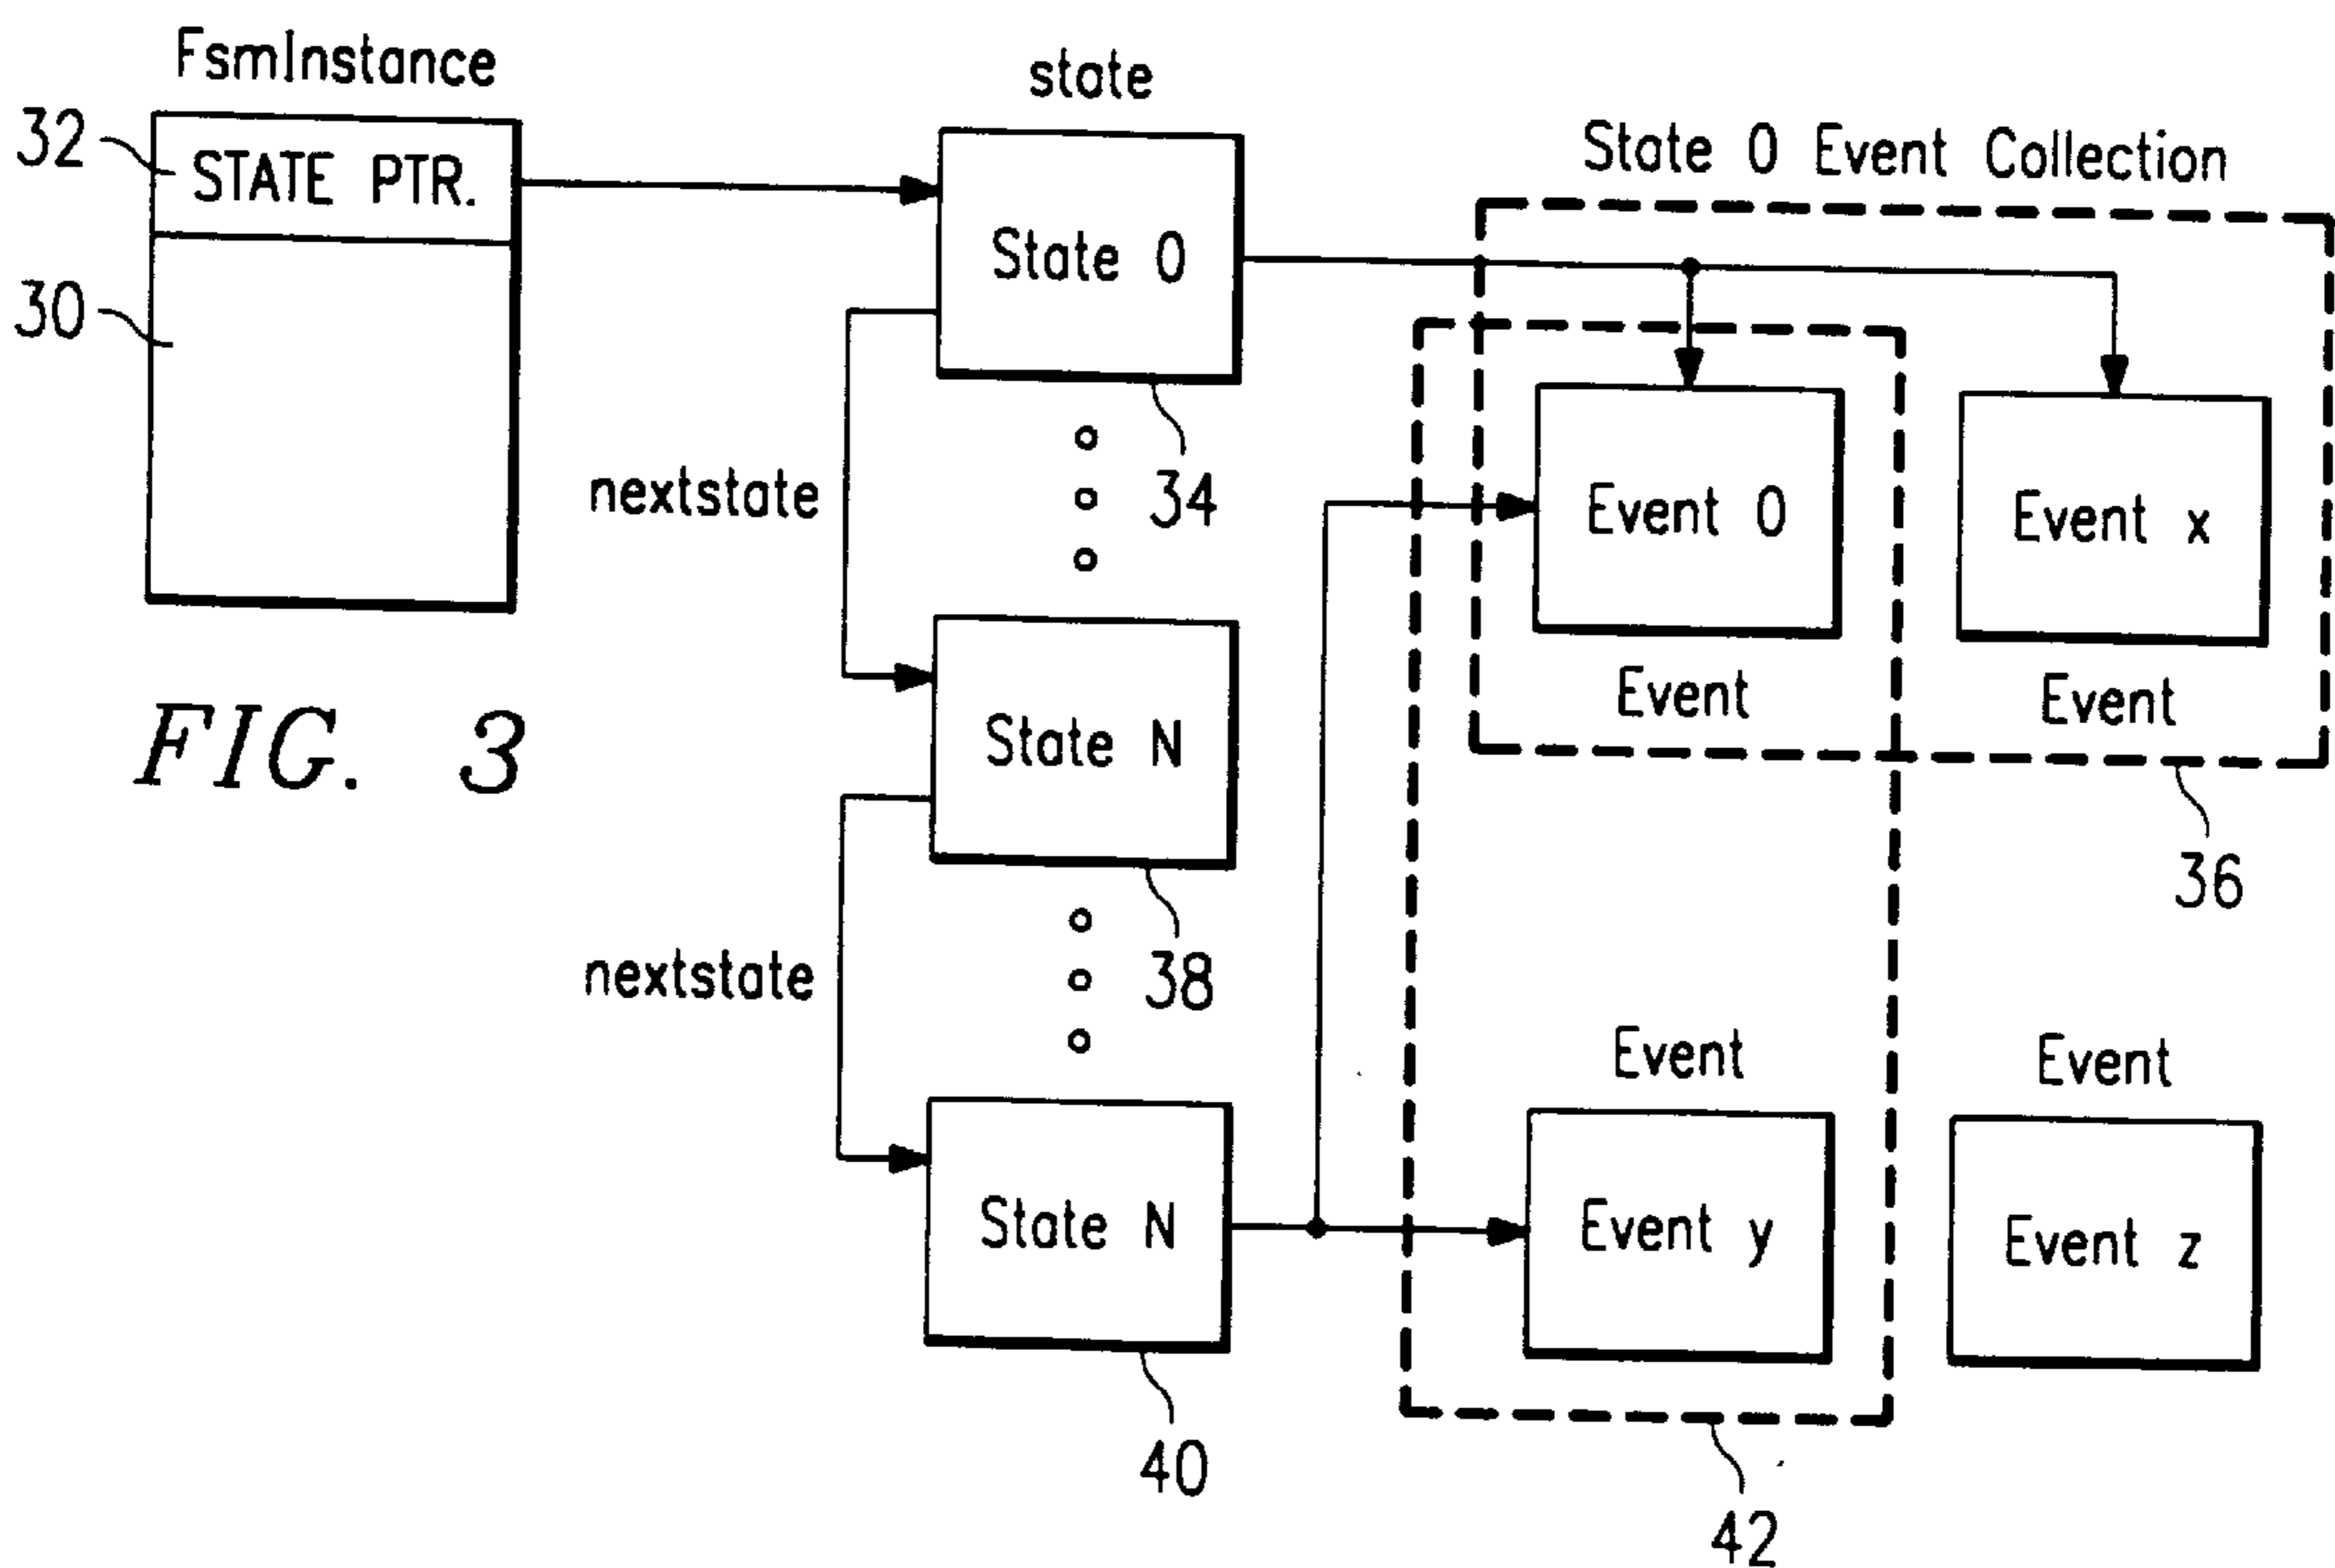 FsmInstance
32
STATE PTR.
30
FIG. 3
state
State 0
34
nextstate
State N
38
nextstate
State N
40
State 0 Event Collection
Event 0
Event
Event x
Event
36
Event
Event y
Event
Event z
42